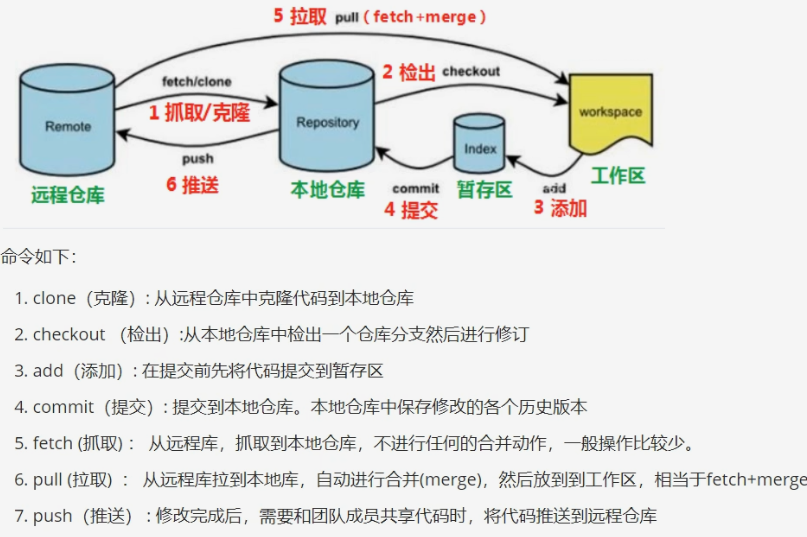 5 拉取 pull ( fetch+merge )
fetch/clone
2 检出 checkout
1 抓取/克隆
workspace
Remote
Repository
Index
push
6 推送
commit
add
工作区
远程仓库
本地仓库
暂存区
4 提交
3 添加
命令如下：
1. clone（克隆）: 从远程仓库中克隆代码到本地仓库
2. checkout （检出）:从本地仓库中检出一个仓库分支然后进行修订
3. add（添加）: 在提交前先将代码提交到暂存区
4. commit（提交）: 提交到本地仓库。本地仓库中保存修改的各个历史版本
5. fetch (抓取) ： 从远程库，抓取到本地仓库，不进行任何的合并动作，一般操作比较少。
6. pull (拉取) ： 从远程库拉到本地库，自动进行合并(merge)，然后放到到工作区，相当于fetch+merge
7. push（推送） : 修改完成后，需要和团队成员共享代码时，将代码推送到远程仓库